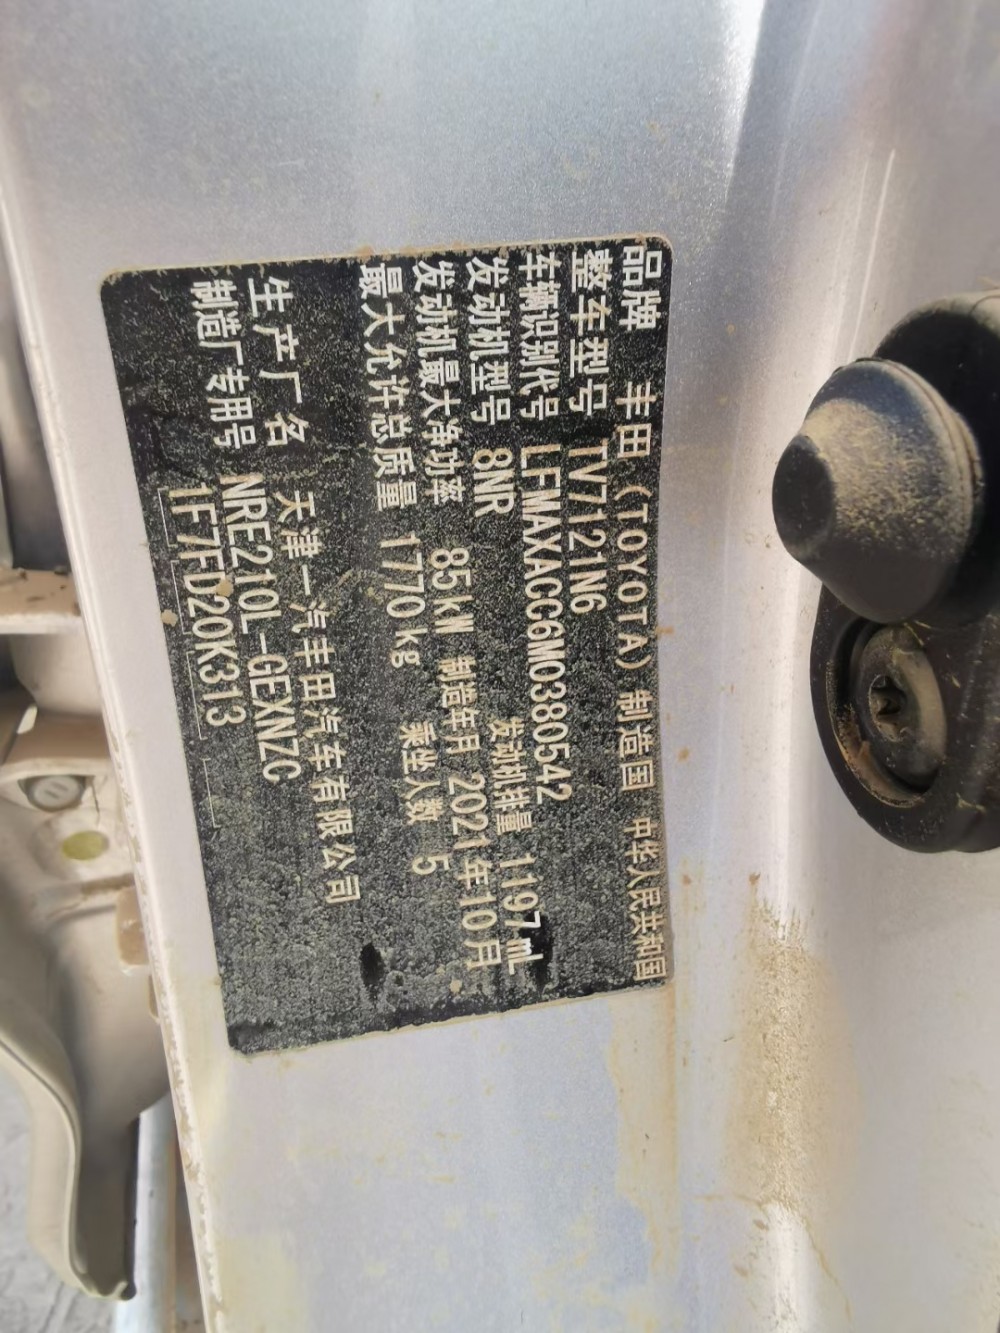 品牌 丰田（TOYOTA） 制造国 中华人民共和国
整车型号 TV7121N6
车辆识别代号 LFMAXACC6M0380542
发动机型号 8NR 发动机排量 1197mL
发动机最大净功率 85kW 制造年月 2021年10月
最大允许总质量 1770kg 乘坐人数 5
生产厂名 天津一汽丰田汽车有限公司
制造厂专用号 NRE210L-GEXNZC
1F7FD20K313